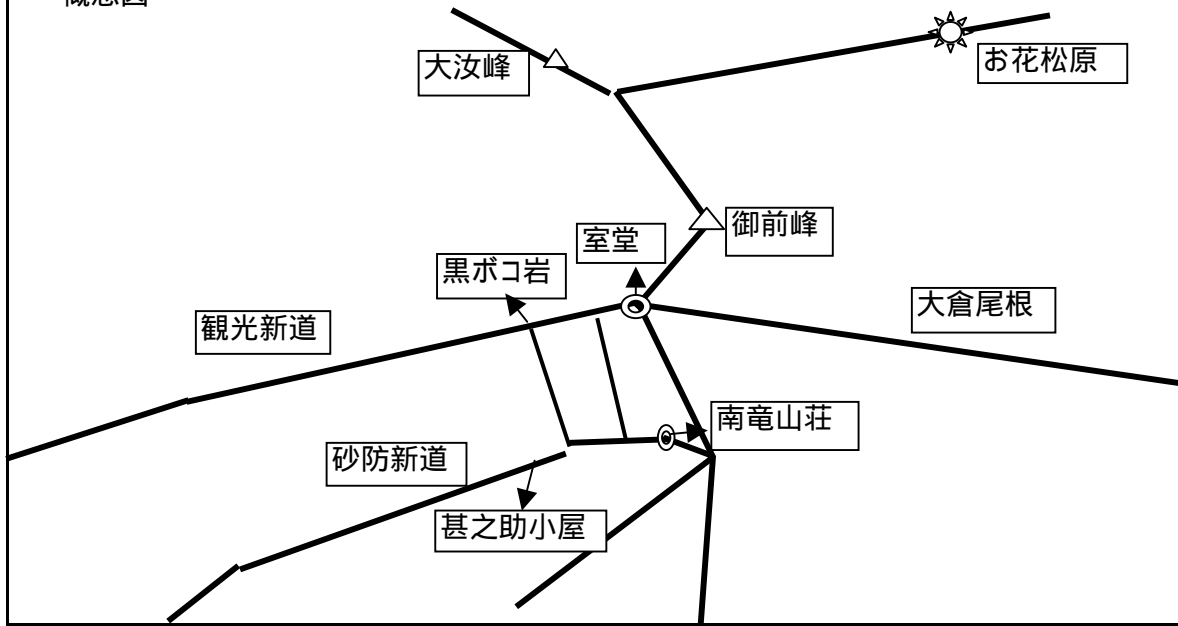 概念図
大汝峰
お花松原
御前峰
室堂
黒ボコ岩
大倉尾根
観光新道
南竜山荘
砂防新道
甚之助小屋